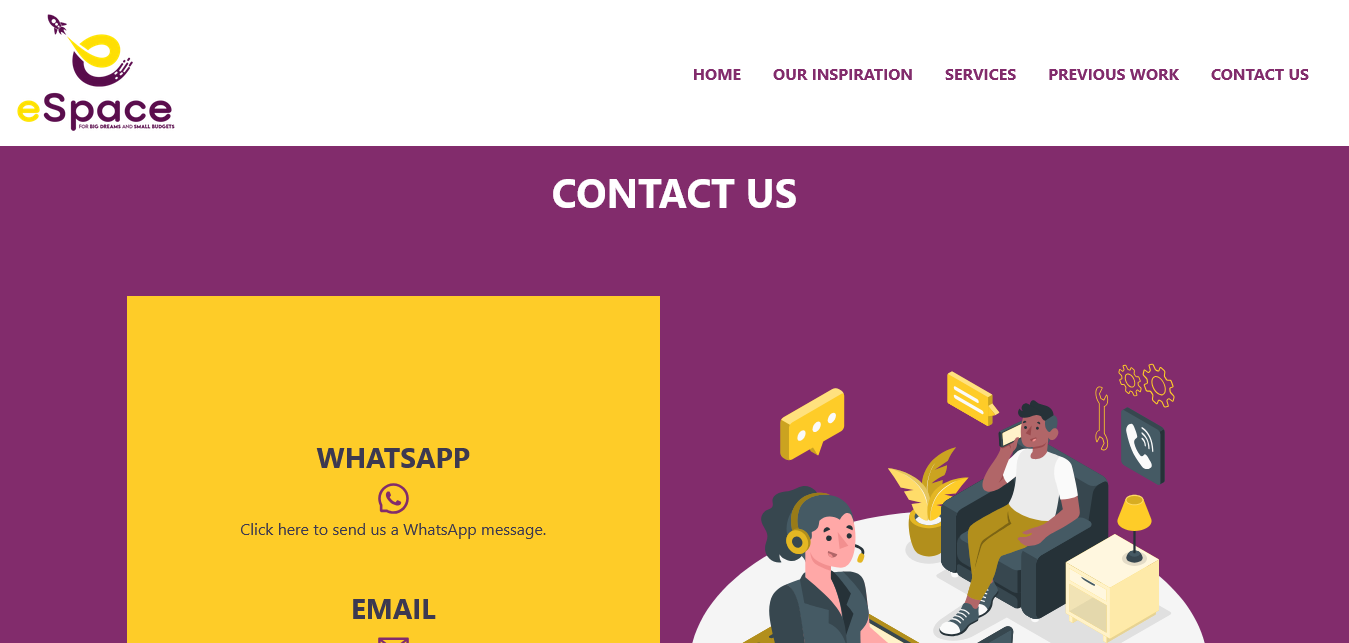 eSpace
FOR BIG DREAMS AND SMALL BUDGETS
HOME
OUR INSPIRATION
SERVICES
PREVIOUS WORK
CONTACT US
CONTACT US
WHATSAPP
Click here to send us a WhatsApp message.
EMAIL